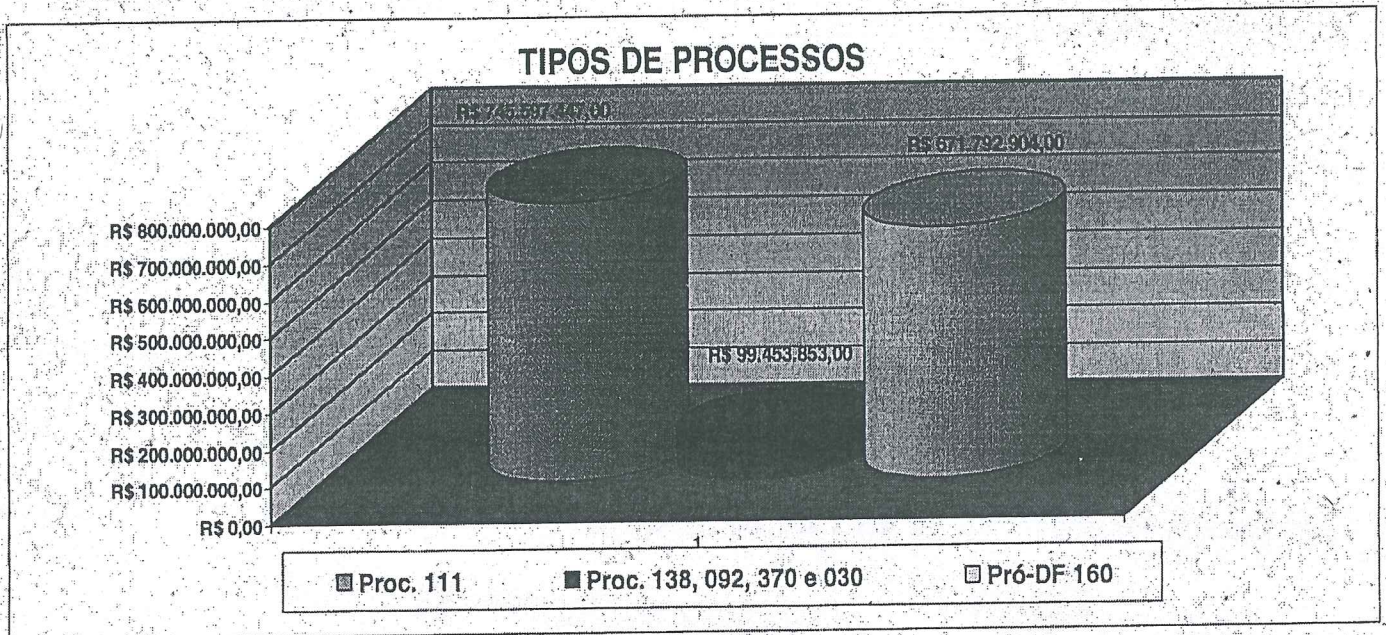 TIPOS DE PROCESSOS
R$
R$ 671.792.904,00
R$ 99.453.853,00
R$ 800.000.000,00
R$ 700.000.000,00
R$ 600.000.000,00
R$ 500.000.000,00
R$ 400.000.000,00
R$ 300.000.000,00
R$ 200.000.000,00
R$ 100.000.000,00
R$ 0,00
1
Proc. 111
Proc. 138, 092, 370 e 030
Pró-DF 160